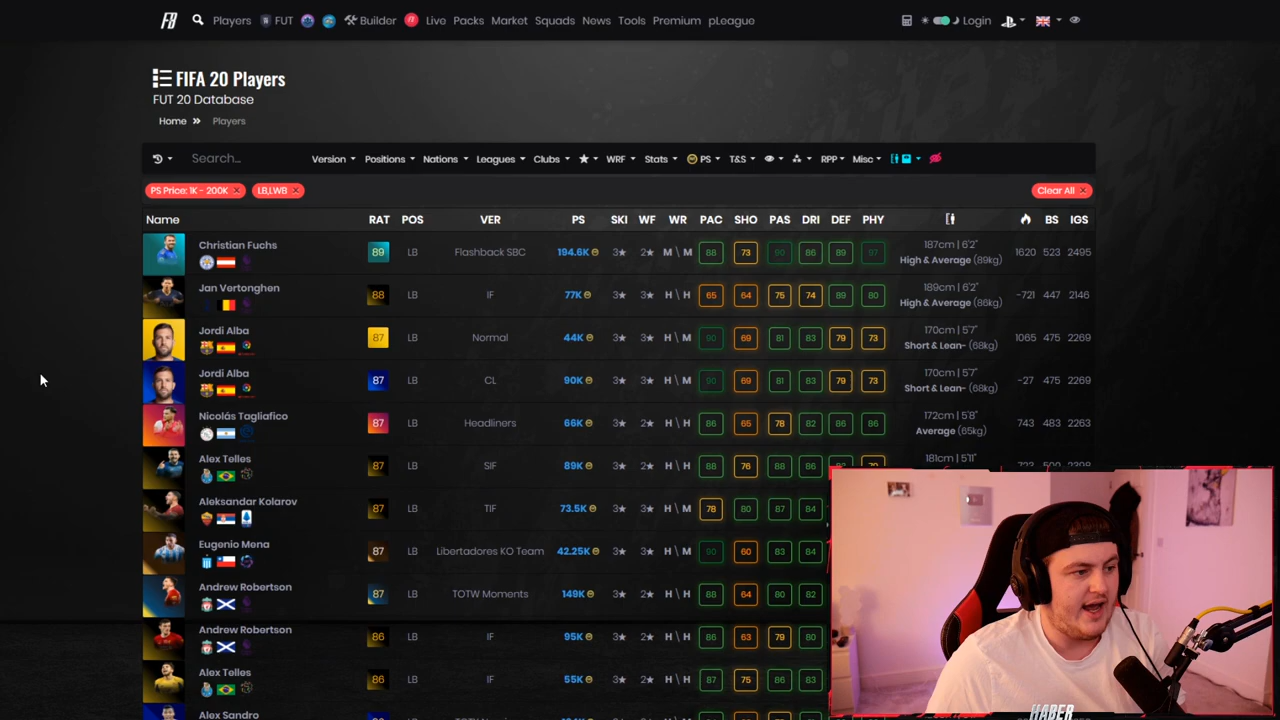 Players FUT Builder Live Packs Market Squads News Tools Premium pLeague Login
FIFA 20 Players
FUT 20 Database
Home » Players
Search... Version Positions Nations Leagues Clubs WRF Stats PS T&S RPP Misc
PS Price: 1K - 200K × LB,LWB × Clear All ×
Name RAT POS VER PS SKI WF WR PAC SHO PAS DRI DEF PHY BS IGS
Christian Fuchs 89 LB Flashback SBC 194.6K 3★ 2★ M \ M 88 73 90 86 89 97 187cm | 6'2" 1620 523 2495
High & Average (89kg)
Jan Vertonghen 88 LB IF 77K 3★ 3★ H \ H 65 64 75 74 89 80 189cm | 6'2" -721 447 2146
High & Average (86kg)
Jordi Alba 87 LB Normal 44K 3★ 3★ H \ M 90 69 81 83 79 73 170cm | 5'7" 1065 475 2269
Short & Lean- (68kg)
Jordi Alba 87 LB CL 90K 3★ 3★ H \ M 90 69 81 83 79 73 170cm | 5'7" -27 475 2269
Short & Lean- (68kg)
Nicolás Tagliafico 87 LB Headliners 66K 3★ 2★ H \ H 86 65 78 82 86 86 172cm | 5'8" 743 483 2263
Average (65kg)
Alex Telles 87 LB SIF 89K 3★ 2★ H \ H 88 76 88 86 181cm | 5'11"
Aleksandar Kolarov 87 LB TIF 73.5K 3★ 2★ H \ M 78 80 87 84
Eugenio Mena 87 LB Libertadores KO Team 42.25K 3★ 3★ H \ M 90 60 83 84
Andrew Robertson 87 LB TOTW Moments 149K 3★ 2★ H \ H 88 64 80 82
Andrew Robertson 86 LB IF 95K 3★ 2★ H \ H 86 63 79 80
Alex Telles 86 LB IF 55K 3★ 2★ H \ H 87 75 86 83
Alex Sandro
HABER